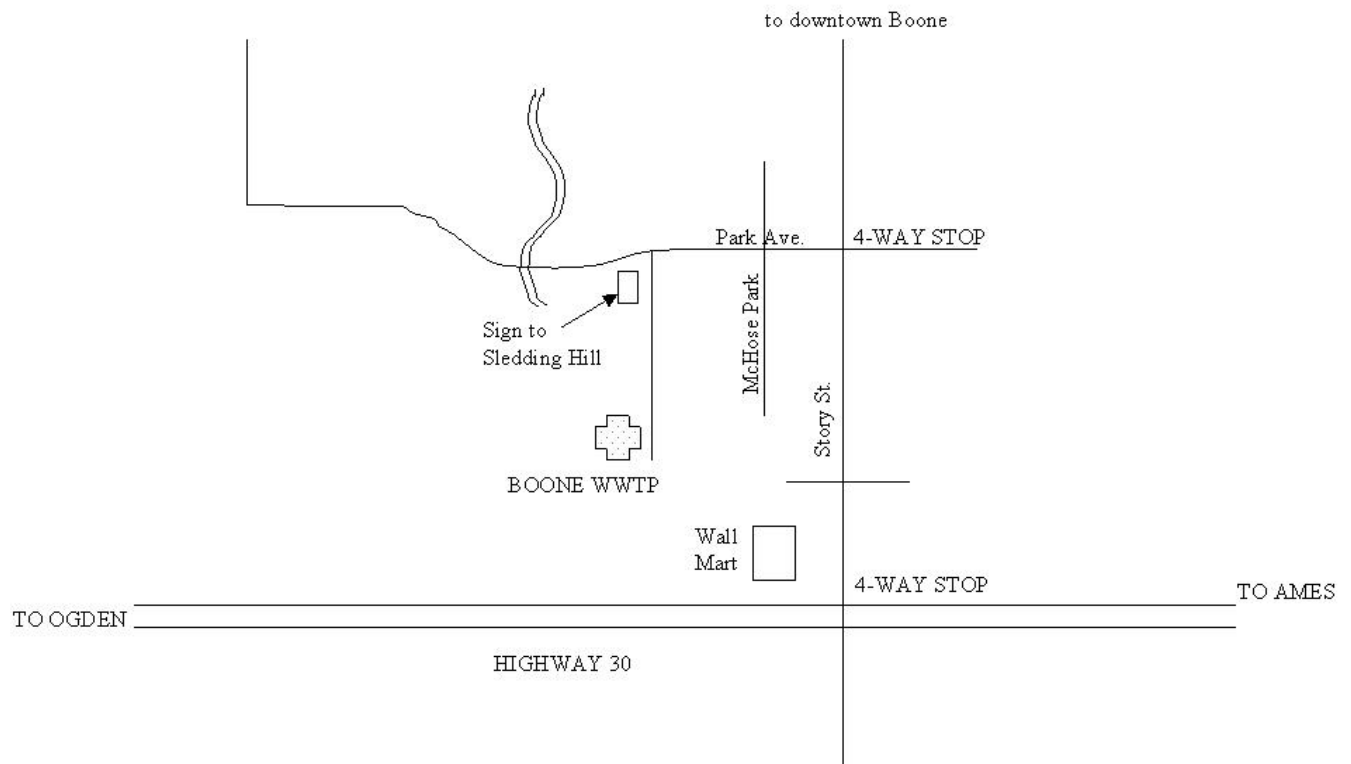 to downtown Boone
Park Ave.
4-WAY STOP
Sign to
Sledding Hill
McHose Park
Story St.
BOONE WWTP
Wall
Mart
4-WAY STOP
TO AMES
TO OGDEN
HIGHWAY 30